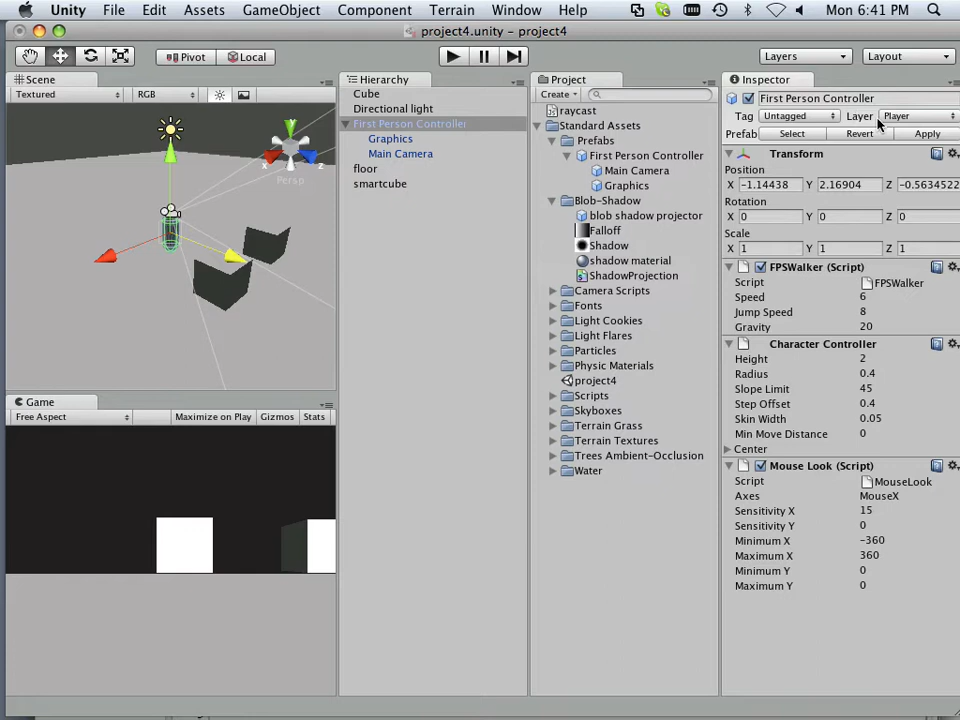 Unity File Edit Assets GameObject Component Terrain Window Help Mon 6:41 PM
project4.unity - project4
Pivot Local Layers Layout
Scene
Textured RGB
Persp
x
z
Game
Free Aspect Maximize on Play Gizmos Stats
Hierarchy
Cube
Directional light
First Person Controller
Graphics
Main Camera
floor
smartcube
Project
Create
raycast
Standard Assets
Prefabs
First Person Controller
Main Camera
Graphics
Blob-Shadow
blob shadow projector
Falloff
Shadow
shadow material
ShadowProjection
Camera Scripts
Fonts
Light Cookies
Light Flares
Particles
Physic Materials
project4
Scripts
Skyboxes
Terrain Grass
Terrain Textures
Trees Ambient-Occlusion
Water
Inspector
First Person Controller
Tag Untagged Layer Player
Prefab Select Revert Apply
Transform
Position
X -1.14438 Y 2.16904 Z -0.5634522
Rotation
X 0 Y 0 Z 0
Scale
X 1 Y 1 Z 1
FPSWalker (Script)
Script FPSWalker
Speed 6
Jump Speed 8
Gravity 20
Character Controller
Height 2
Radius 0.4
Slope Limit 45
Step Offset 0.4
Skin Width 0.05
Min Move Distance 0
Center
Mouse Look (Script)
Script MouseLook
Axes MouseX
Sensitivity X 15
Sensitivity Y 0
Minimum X -360
Maximum X 360
Minimum Y 0
Maximum Y 0